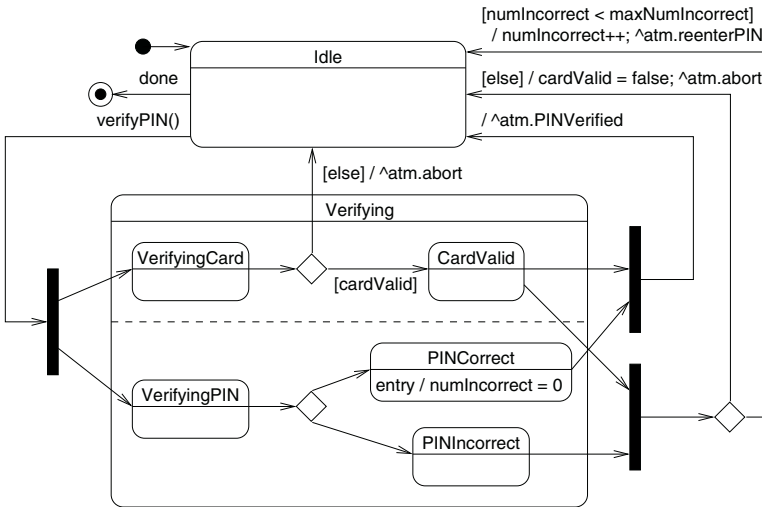 [numIncorrect < maxNumIncorrect]
/ numIncorrect++; ^atm.reenterPIN
Idle
done
[else] / cardValid = false; ^atm.abort
verifyPIN()
/ ^atm.PINVerified
[else] / ^atm.abort
Verifying
VerifyingCard
CardValid
[cardValid]
PINCorrect
entry / numIncorrect = 0
VerifyingPIN
PINIncorrect